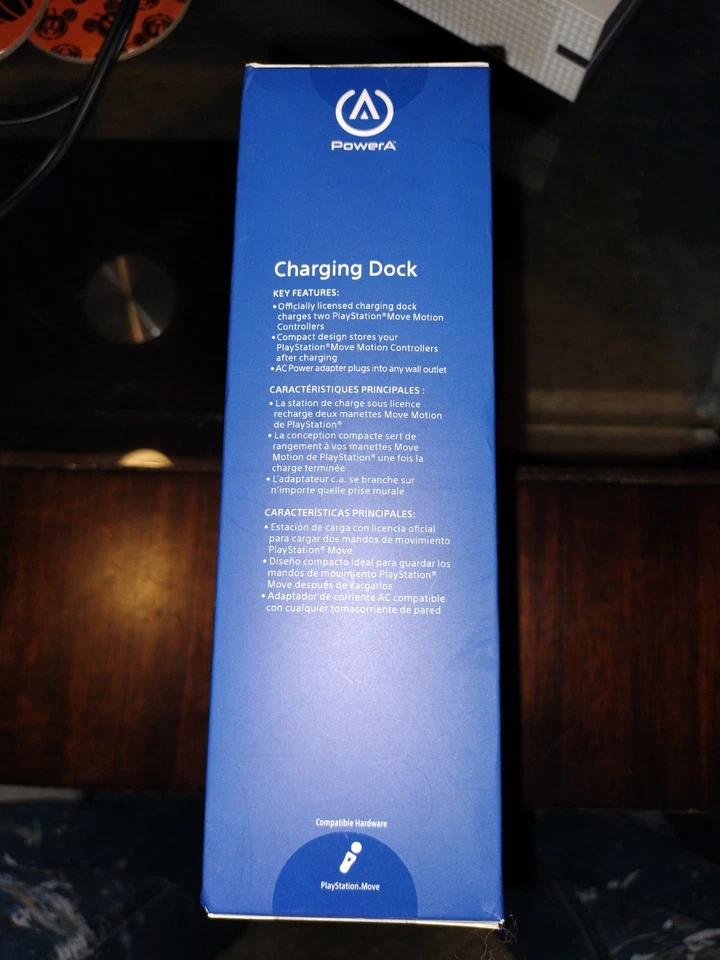 PowerA
Charging Dock
KEY FEATURES:
• Officially licensed charging dock
charges two PlayStation®Move Motion
Controllers
• Compact design stores your
PlayStation®Move Motion Controllers
after charging
• AC Power adapter plugs into any wall outlet
CARACTÉRISTIQUES PRINCIPALES :
• La station de charge sous licence
recharge deux manettes Move Motion
de PlayStation®
• La conception compacte sert de
rangement à vos manettes Move
Motion de PlayStation® une fois la
charge terminée
• L'adaptateur c.a. se branche sur
n'importe quelle prise murale
CARACTERÍSTICAS PRINCIPALES:
• Estación de carga con licencia oficial
para cargar dos mandos de movimiento
PlayStation® Move
• Diseño compacto ideal para guardar los
mandos de movimiento PlayStation®
Move después de cargarlos
• Adaptador de corriente AC compatible
con cualquier tomacorriente de pared
Compatible Hardware
PlayStation.Move